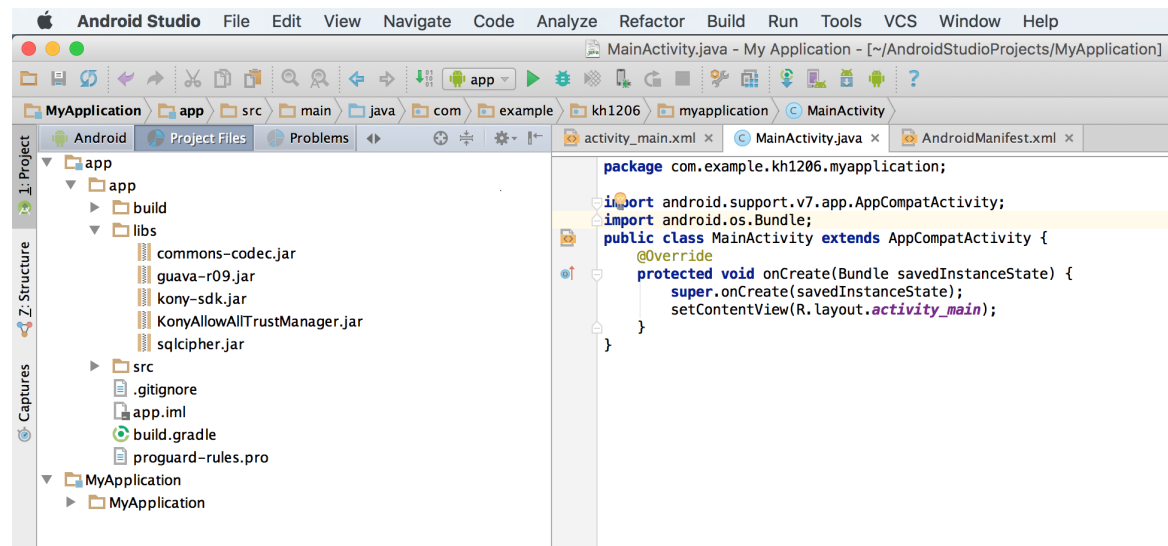 Android Studio File Edit View Navigate Code Analyze Refactor Build Run Tools VCS Window Help
MainActivity.java - My Application - [~/AndroidStudioProjects/MyApplication]
app
MyApplication app src main java com example kh1206 myapplication MainActivity
1: Project
Z: Structure
Captures
Android Project Files Problems
app
app
build
libs
commons-codec.jar
guava-r09.jar
kony-sdk.jar
KonyAllowAllTrustManager.jar
sqlcipher.jar
src
.gitignore
app.iml
build.gradle
proguard-rules.pro
MyApplication
MyApplication
activity_main.xml MainActivity.java AndroidManifest.xml
package com.example.kh1206.myapplication;
import android.support.v7.app.AppCompatActivity;
import android.os.Bundle;
public class MainActivity extends AppCompatActivity {
@Override
protected void onCreate(Bundle savedInstanceState) {
super.onCreate(savedInstanceState);
setContentView(R.layout.activity_main);
}
}